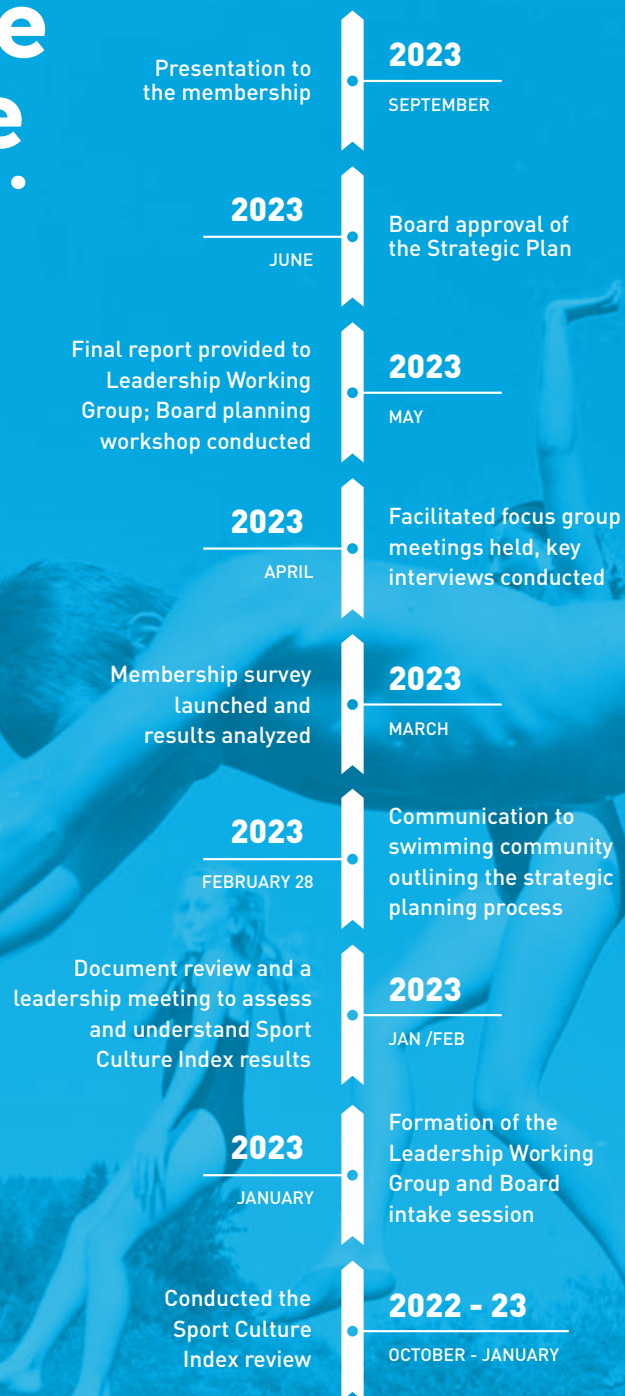 e
e
.
Presentation to
the membership
2023
SEPTEMBER
2023
JUNE
Board approval of
the Strategic Plan
Final report provided to
Leadership Working
Group; Board planning
workshop conducted
2023
MAY
2023
APRIL
Facilitated focus group
meetings held, key
interviews conducted
Membership survey
launched and
results analyzed
2023
MARCH
2023
FEBRUARY 28
Communication to
swimming community
outlining the strategic
planning process
Document review and a
leadership meeting to assess
and understand Sport
Culture Index results
2023
JAN /FEB
2023
JANUARY
Formation of the
Leadership Working
Group and Board
intake session
Conducted the
Sport Culture
Index review
2022 - 23
OCTOBER - JANUARY